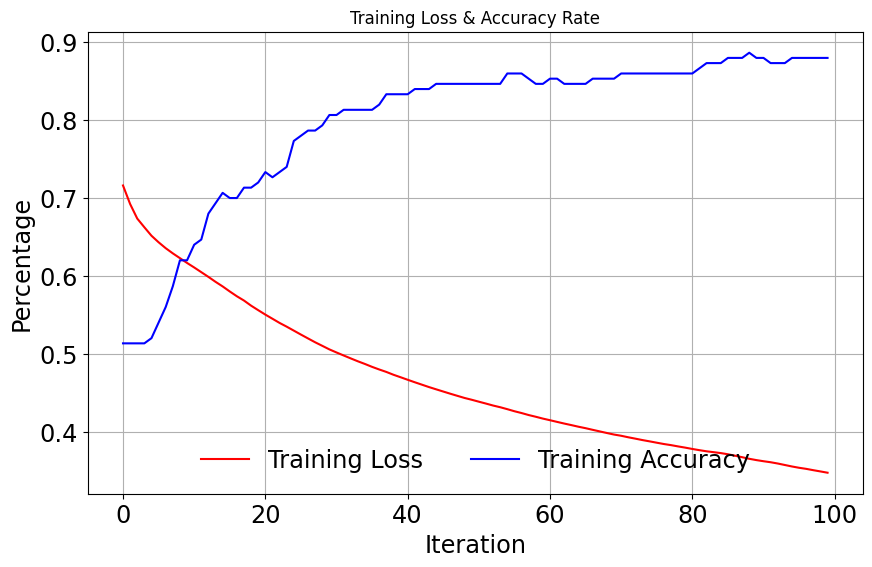 Training Loss & Accuracy Rate
0.9
0.8
0.7
0.6
0.5
0.4
Percentage
Training Loss
Training Accuracy
0 20 40 60 80 100
Iteration